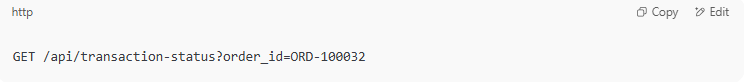 http
Copy
Edit
GET /api/transaction-status?order_id=ORD-100032